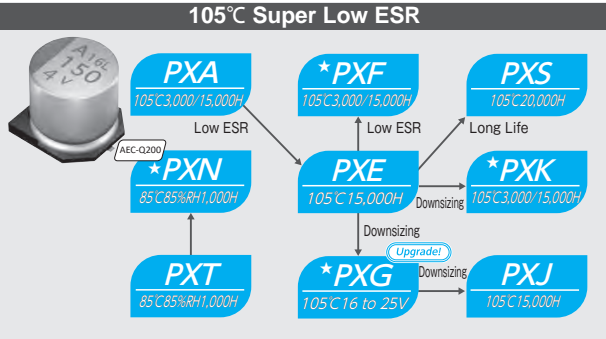 105℃ Super Low ESR
A16L
150
4V
AEC-Q200
PXA
105℃3,000/15,000H
★PXF
105℃3,000/15,000H
PXS
105℃20,000H
Low ESR
Low ESR
Long Life
★PXN
85℃85%RH1,000H
PXE
105℃15,000H
★PXK
105℃3,000/15,000H
Downsizing
Downsizing
PXT
85℃85%RH1,000H
Upgrade!
★PXG
105℃16 to 25V
Downsizing
PXJ
105℃15,000H